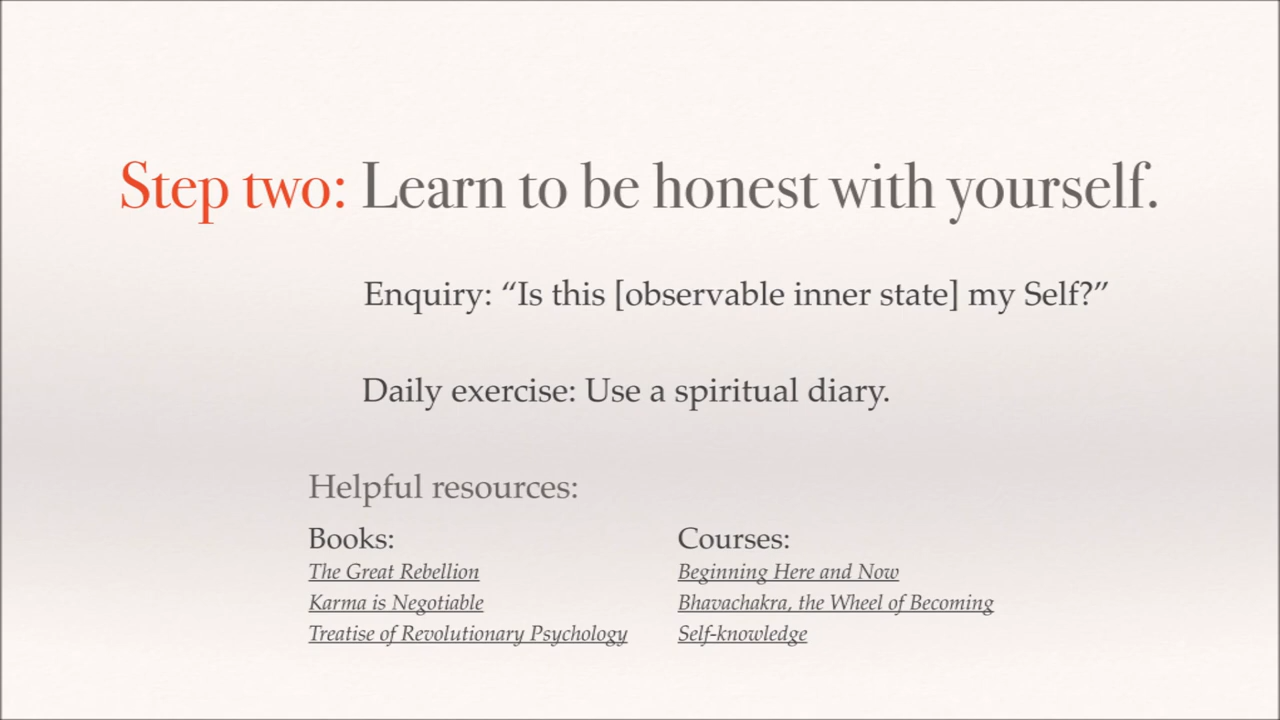 Step two: Learn to be honest with yourself.
Enquiry: “Is this [observable inner state] my Self?”
Daily exercise: Use a spiritual diary.
Helpful resources:
Books:
The Great Rebellion
Karma is Negotiable
Treatise of Revolutionary Psychology
Courses:
Beginning Here and Now
Bhavachakra, the Wheel of Becoming
Self-knowledge